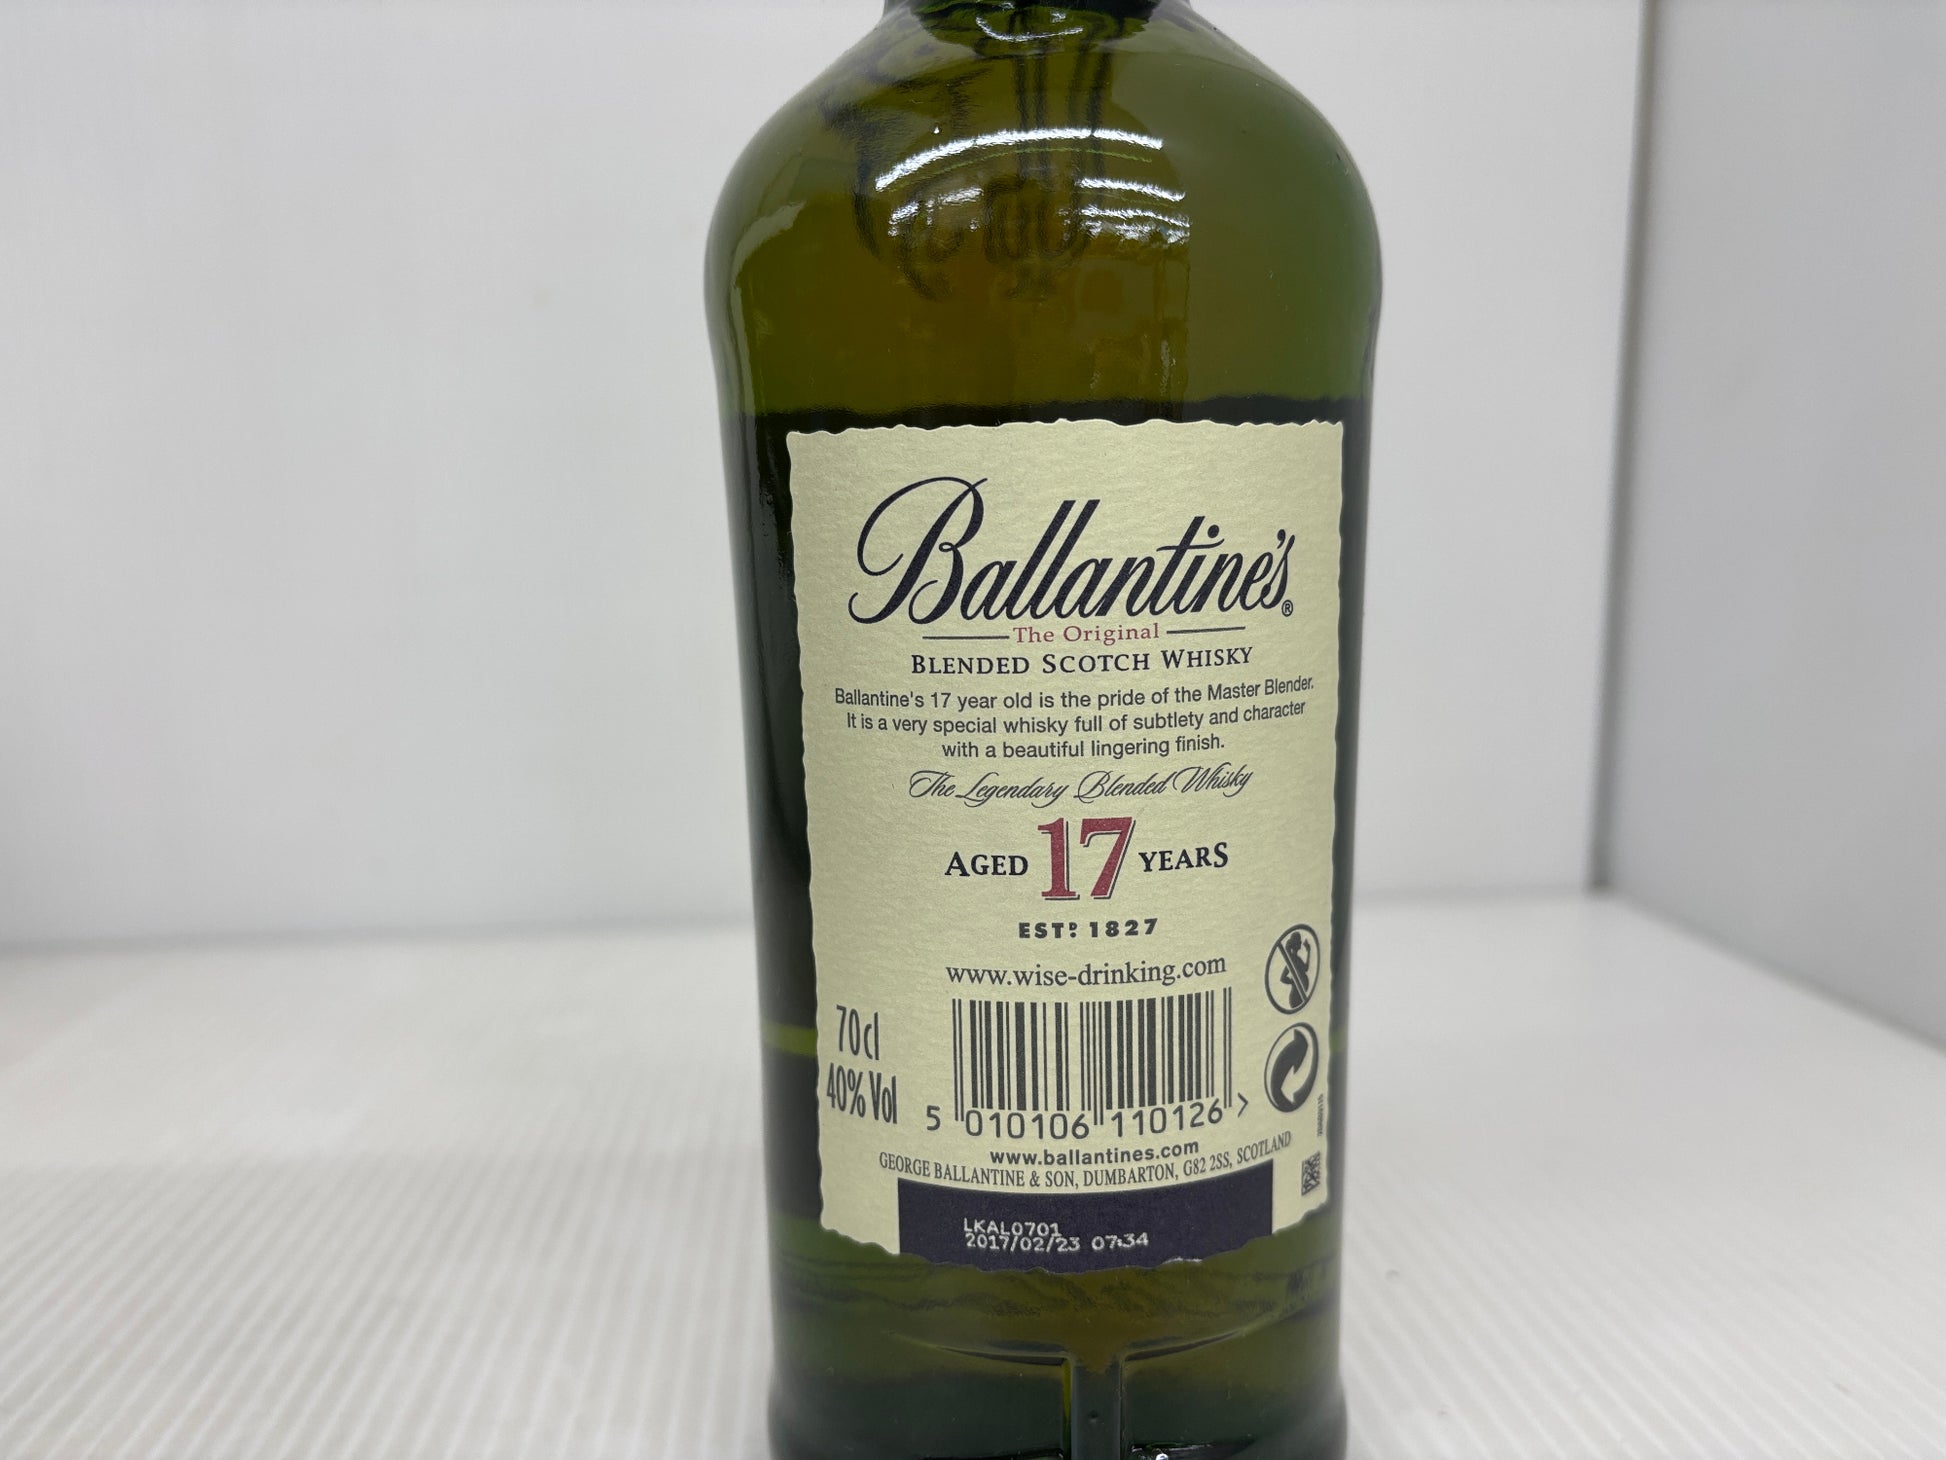 Ballantine's®
The Original
BLENDED SCOTCH WHISKY
Ballantine's 17 year old is the pride of the Master Blender.
It is a very special whisky full of subtlety and character
with a beautiful lingering finish.
The Legendary Blended Whisky
AGED 17 YEARS
ESTD 1827
www.wise-drinking.com
70cl
40% Vol
5 010106 110126 >
www.ballantines.com
GEORGE BALLANTINE & SON, DUMBARTON, G82 2SS, SCOTLAND
LKAL0701
2017/02/23 07:34